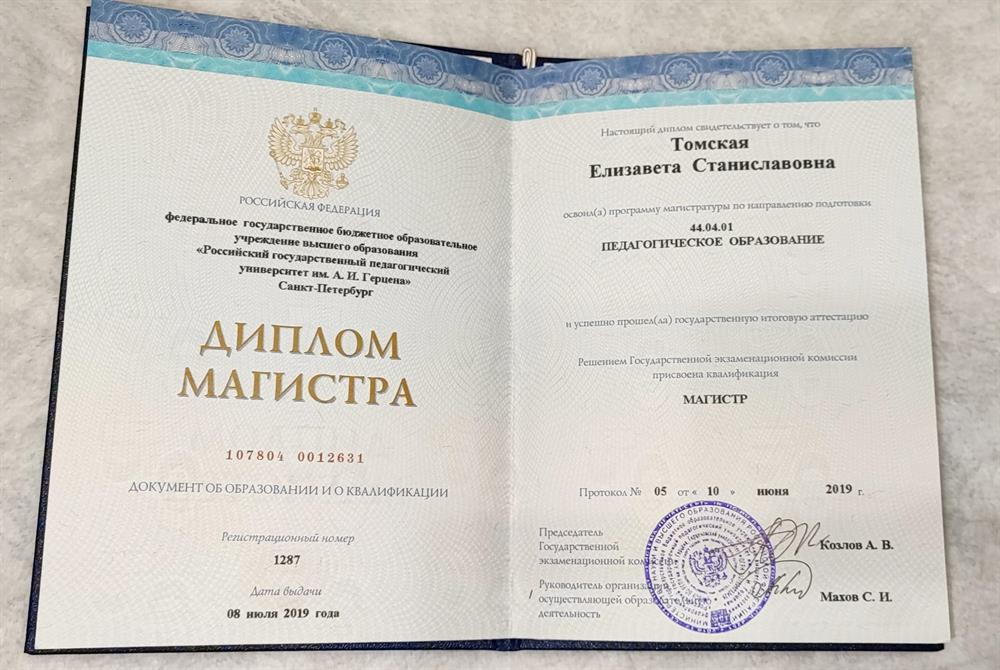 РОССИЙСКАЯ ФЕДЕРАЦИЯ
федеральное государственное бюджетное образовательное
учреждение высшего образования
«Российский государственный педагогический
университет им. А. И. Герцена»
Санкт-Петербург
ДИПЛОМ
МАГИСТРА
107804 0012631
ДОКУМЕНТ ОБ ОБРАЗОВАНИИ И О КВАЛИФИКАЦИИ
Регистрационный номер
1287
Дата выдачи
08 июля 2019 года
Настоящий диплом свидетельствует о том, что
Томская
Елизавета Станиславовна
освоил(а) программу магистратуры по направлению подготовки
44.04.01
ПЕДАГОГИЧЕСКОЕ ОБРАЗОВАНИЕ
и успешно прошел(ла) государственную итоговую аттестацию
Решением Государственной экзаменационной комиссии
присвоена квалификация
МАГИСТР
Протокол № 05 от « 10 » июня 2019 г.
Председатель
Государственной
экзаменационной
Козлов А. В.
Руководитель
осуществляющей
деятельность
Махов С. И.